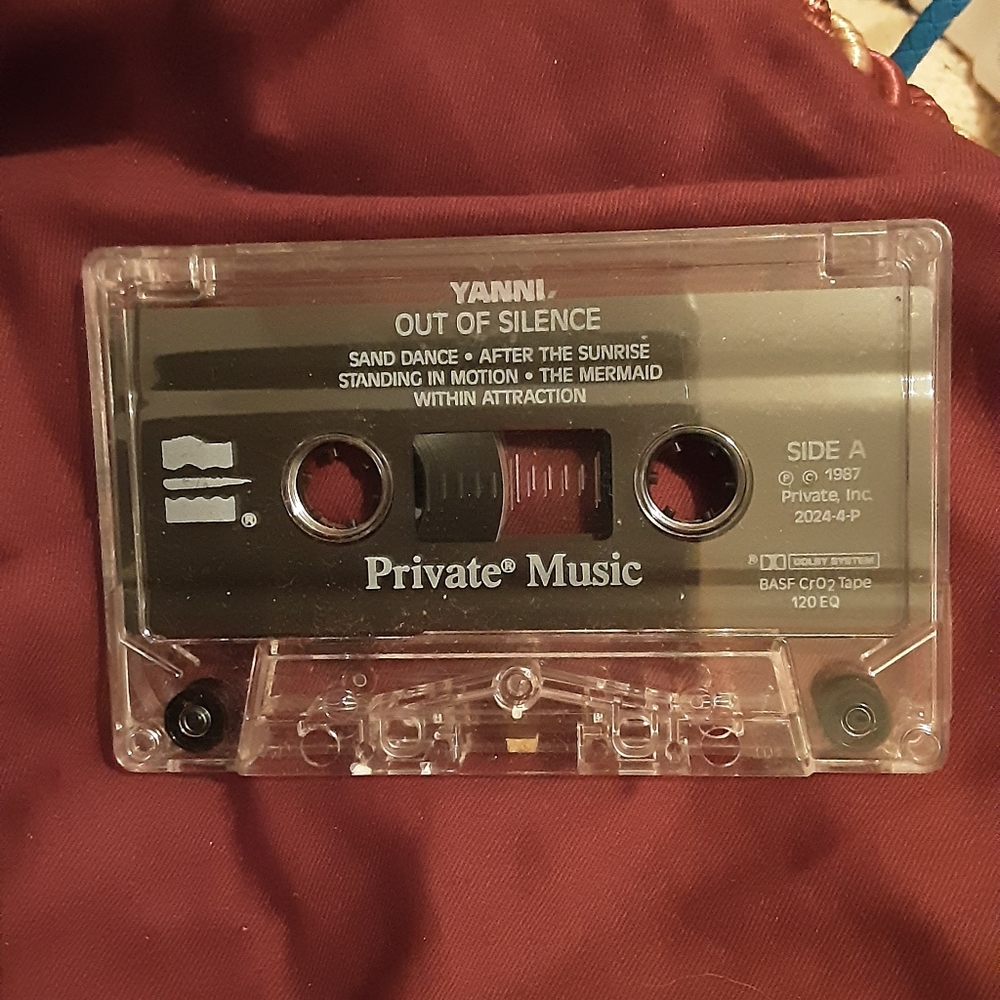 YANNI
OUT OF SILENCE
SAND DANCE • AFTER THE SUNRISE
STANDING IN MOTION • THE MERMAID
WITHIN ATTRACTION
SIDE A
℗ © 1987
Private, Inc.
2024-4-P
®
Private® Music
® DOLBY SYSTEM
BASF CrO₂ Tape
120 EQ